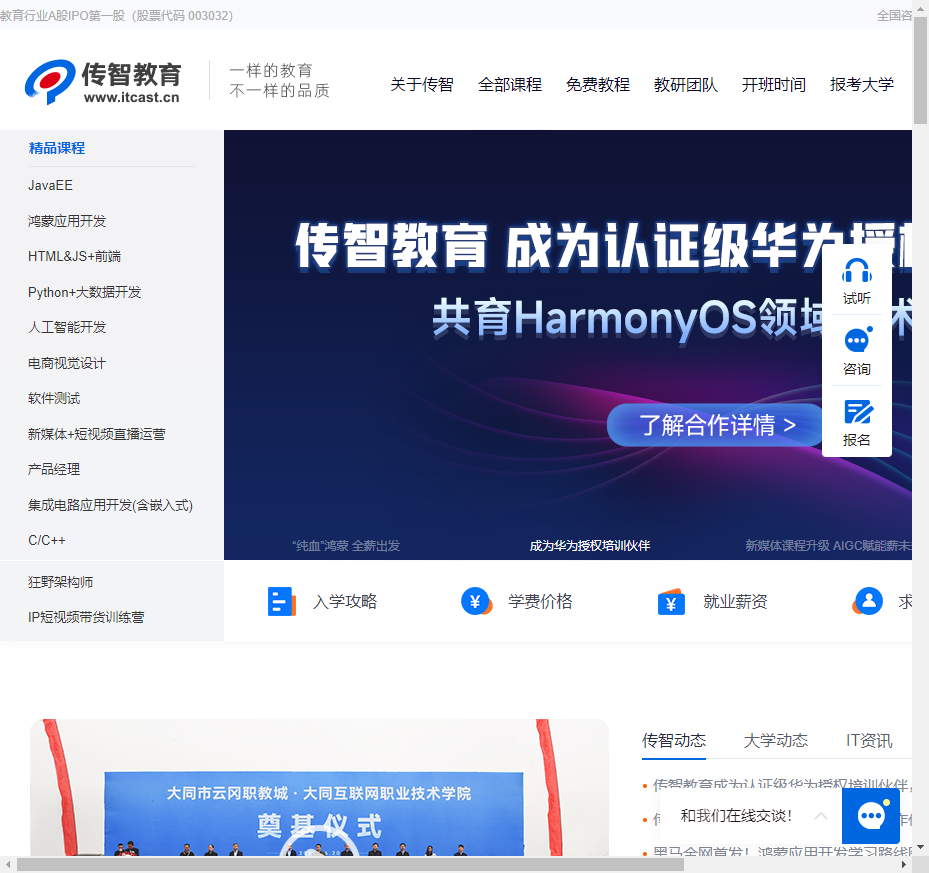 教育行业A股IPO第一股（股票代码 003032）
全国咨
传智教育
www.itcast.cn
一样的教育
不一样的品质
关于传智 全部课程 免费教程 教研团队 开班时间 报考大学
精品课程
JavaEE
鸿蒙应用开发
HTML&JS+前端
Python+大数据开发
人工智能开发
电商视觉设计
软件测试
新媒体+短视频直播运营
产品经理
集成电路应用开发(含嵌入式)
C/C++
狂野架构师
IP短视频带货训练营
传智教育 成为认证级华为授权
共育HarmonyOS领域 术
了解合作详情 >
试听
咨询
报名
“纯血”鸿蒙 全薪出发
成为华为授权培训伙伴
新媒体课程升级 AIGC赋能薪未
入学攻略
学费价格
就业薪资
求
大同市云冈职教城·大同互联网职业技术学院
奠基仪式
传智动态 大学动态 IT资讯
传智教育成为认证级华为授权培训伙伴，
和我们在线交谈！
黑马全网首发！鸿蒙应用开发学习路线